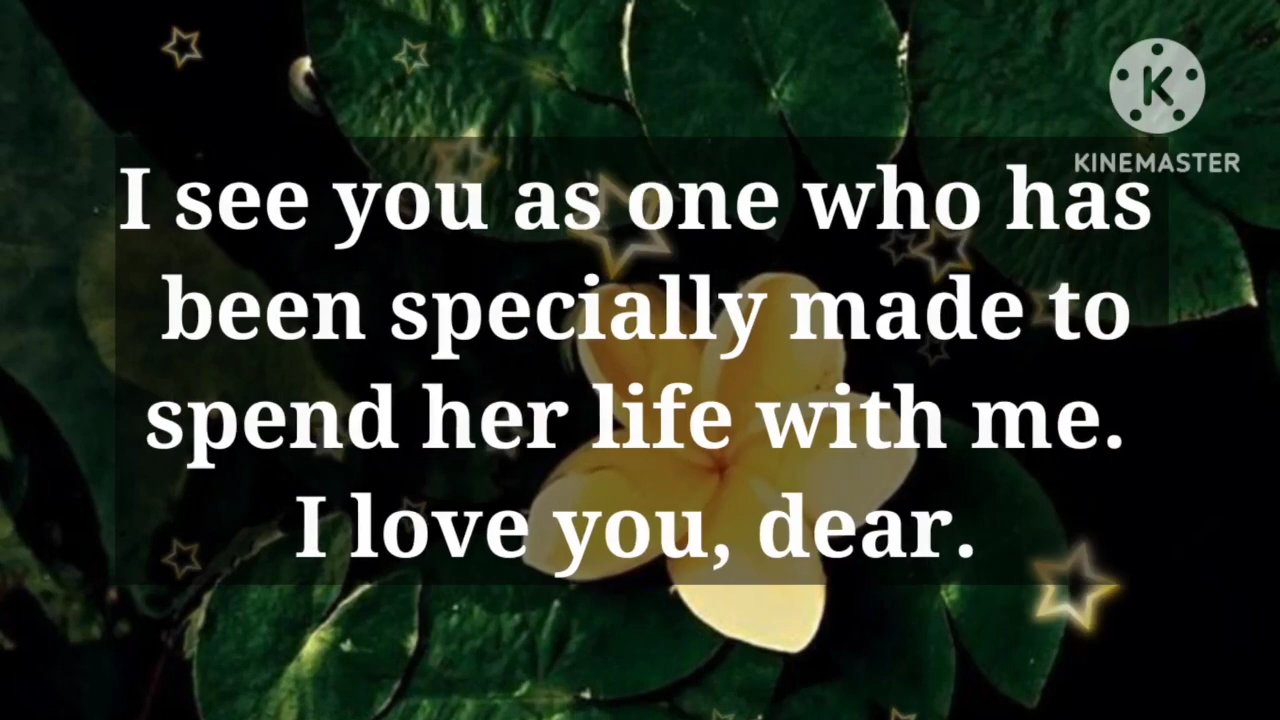 K
KINEMASTER
I see you as one who has
been specially made to
spend her life with me.
I love you, dear.